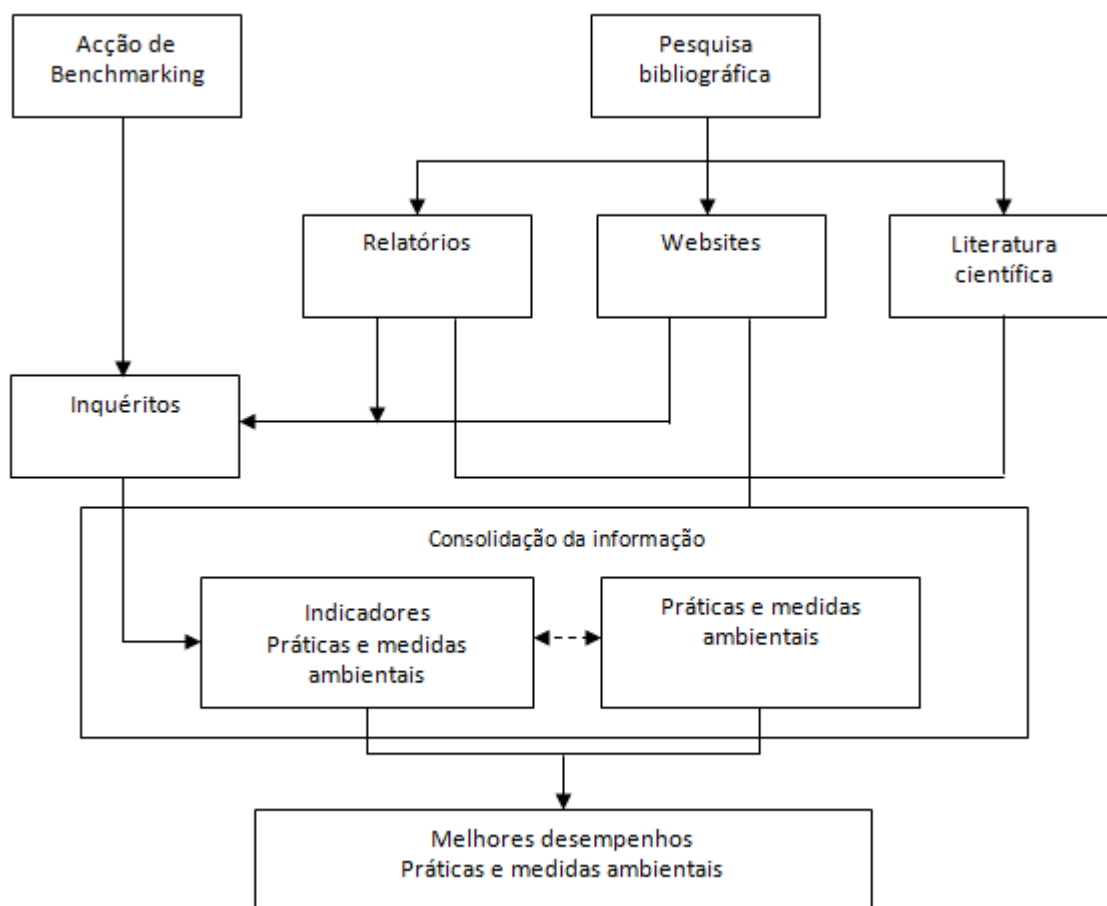 Acção de
Benchmarking
Pesquisa
bibliográfica
Relatórios
Websites
Literatura
científica
Inquéritos
Consolidação da informação
Indicadores
Práticas e medidas
ambientais
Práticas e medidas
ambientais
Melhores desempenhos
Práticas e medidas ambientais